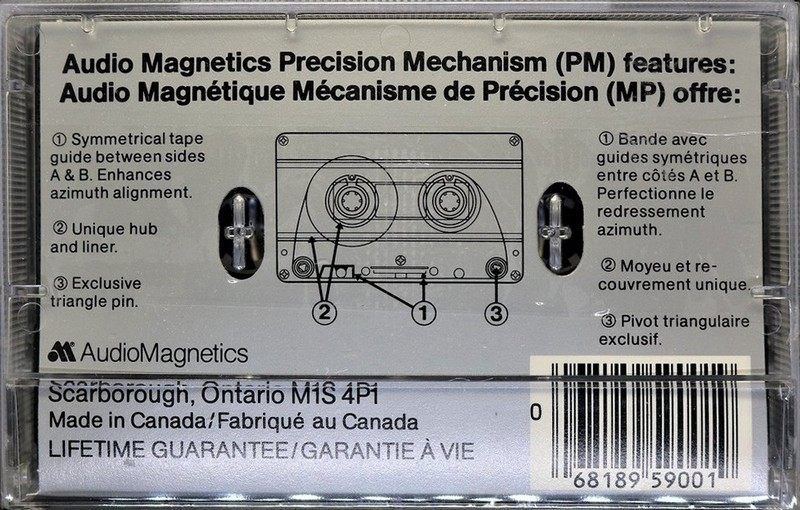 Audio Magnetics Precision Mechanism (PM) features:
Audio Magnétique Mécanisme de Précision (MP) offre:
① Symmetrical tape
guide between sides
A & B. Enhances
azimuth alignment.
② Unique hub
and liner.
③ Exclusive
triangle pin.
2
1
3
① Bande avec
guides symétriques
entre côtés A et B.
Perfectionne le
redressement
azimuth.
② Moyeu et re-
couvrement unique.
③ Pivot triangulaire
exclusif.
AudioMagnetics
Scarborough, Ontario M1S 4P1
Made in Canada/Fabriqué au Canada
LIFETIME GUARANTEE/GARANTIE À VIE
0
68189 59001